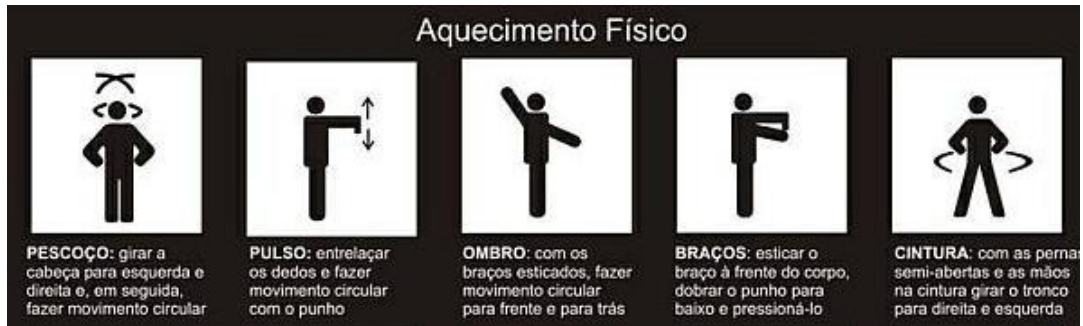 Aquecimento Físico
PESCOÇO: girar a
cabeça para esquerda e
direita e, em seguida,
fazer movimento circular
PULSO: entrelaçar
os dedos e fazer
movimento circular
com o punho
OMBRO: com os
braços esticados, fazer
movimento circular
para frente e para trás
BRAÇOS: esticar o
braço à frente do corpo,
dobrar o punho para
baixo e pressioná-lo
CINTURA: com as pernas
semi-abertas e as mãos
na cintura girar o tronco
para direita e esquerda